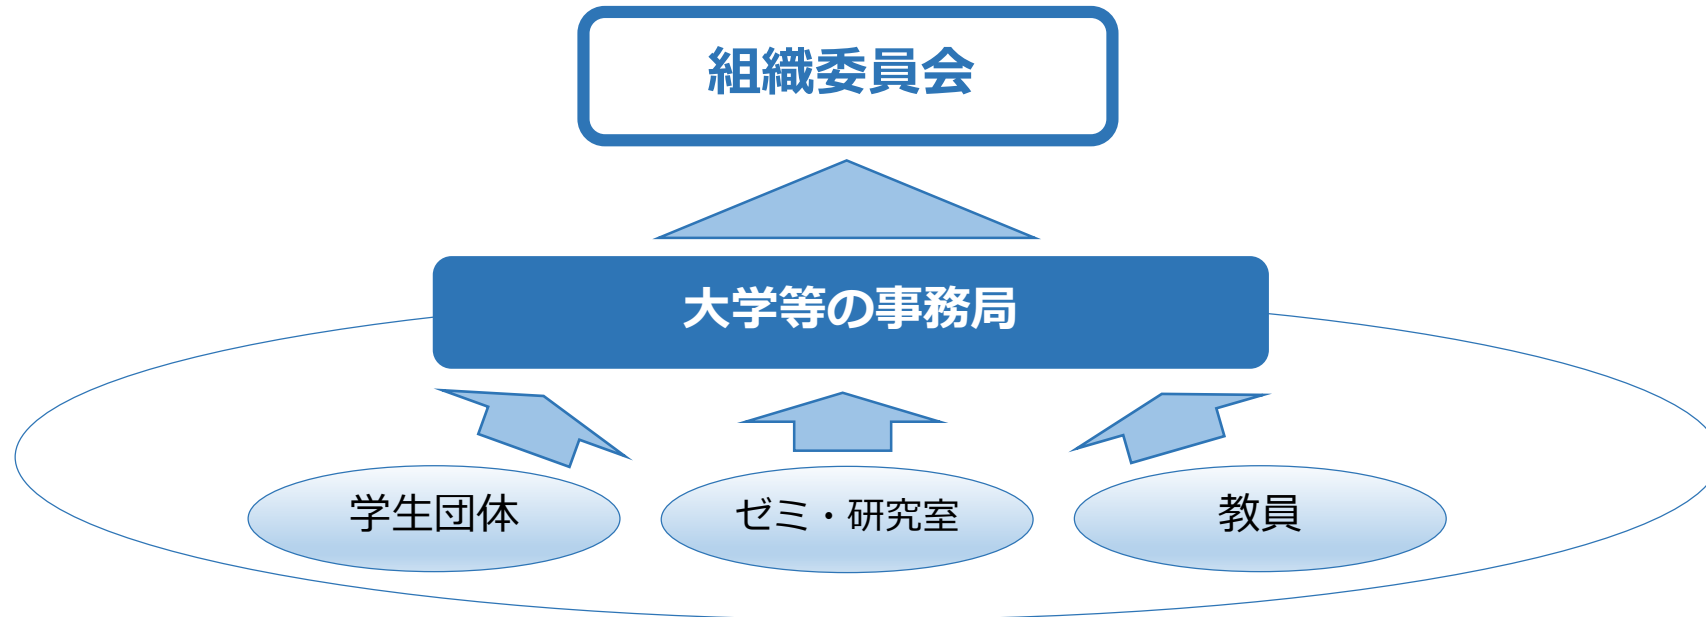 組織委員会
大学等の事務局
学生団体
ゼミ・研究室
教員